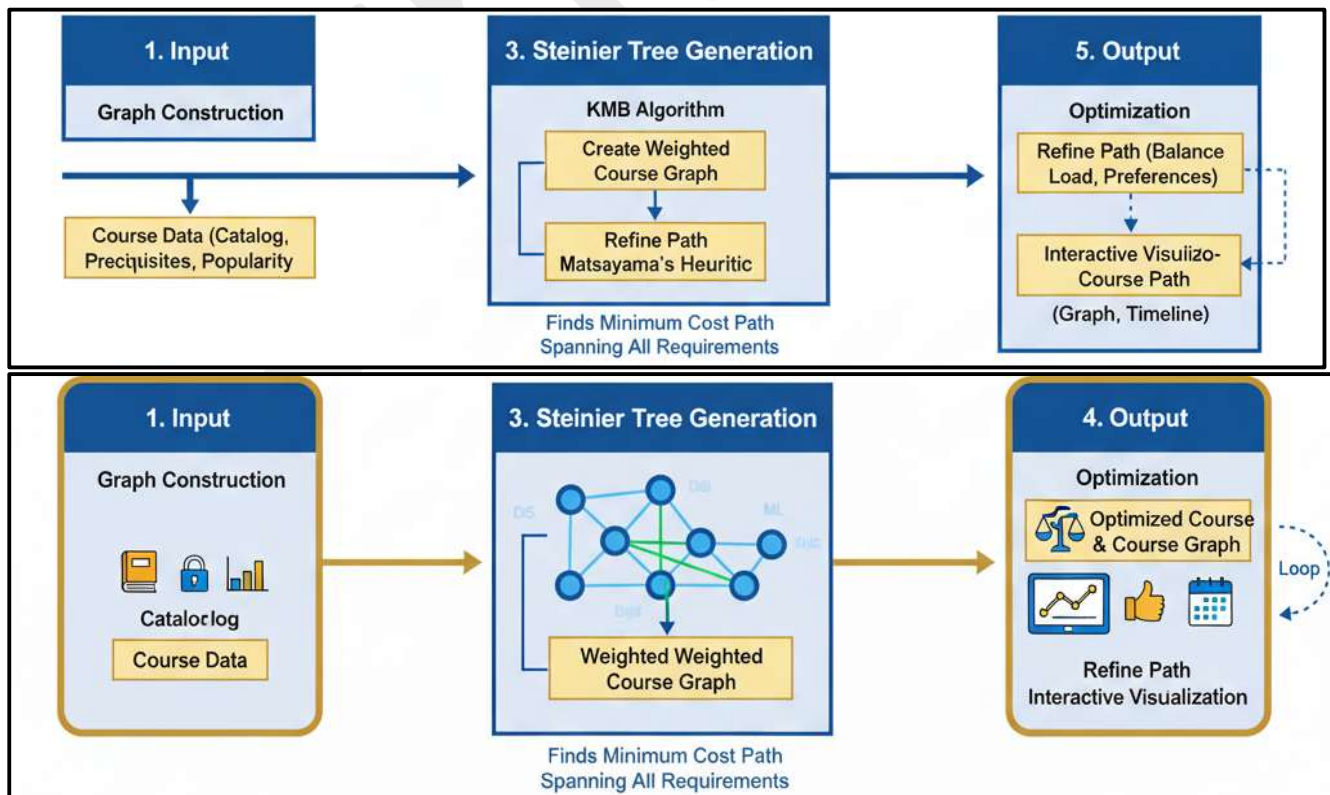 1. Input
Graph Construction
Course Data (Catalog,
Preciquisites, Popularity
3. Steinier Tree Generation
KMB Algorithm
Create Weighted
Course Graph
Refine Path
Matsayama's Heuritic
Finds Minimum Cost Path
Spanning All Requirements
5. Output
Optimization
Refine Path (Balance
Load, Preferences)
Interactive Visulizo-
Course Path
(Graph, Timeline)
1. Input
Graph Construction
Cataloclog
Course Data
3. Steinier Tree Generation
DS
DB
ML
Weighted Weighted
Course Graph
Finds Minimum Cost Path
Spanning All Requirements
4. Output
Optimization
Optimized Course
& Course Graph
Loop
Refine Path
Interactive Visualization